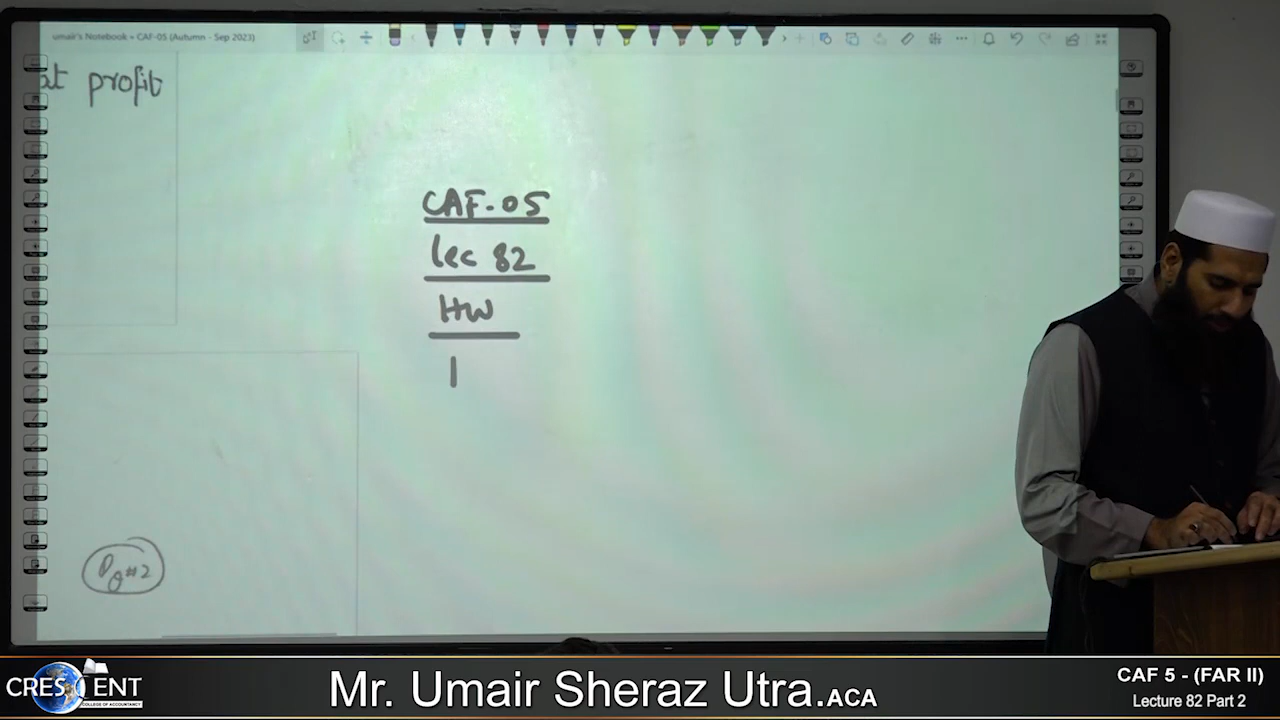 umair's Notebook » CAF-05 (Autumn - Sep 2023)
at profit
CAF-05
lec 82
HW
1
Pg#2
CRESCENT
COLLEGE OF ACCOUNTANCY
Mr. Umair Sheraz Utra.ACA
CAF 5 - (FAR II)
Lecture 82 Part 2